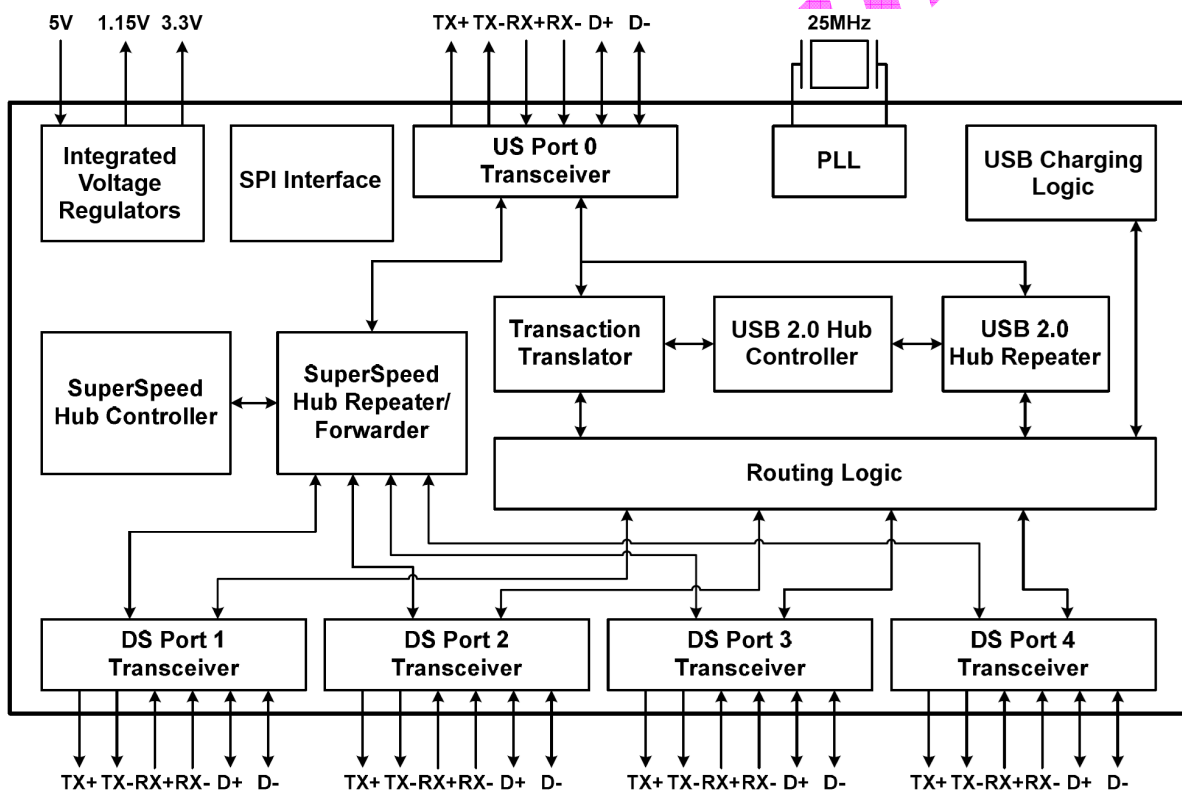 5V 1.15V 3.3V TX+ TX- RX+ RX- D+ D- 25MHz
Integrated
Voltage
Regulators
SPI Interface
US Port 0
Transceiver
PLL
USB Charging
Logic
Transaction
Translator
USB 2.0 Hub
Controller
USB 2.0
Hub Repeater
SuperSpeed
Hub Controller
SuperSpeed
Hub Repeater/
Forwarder
Routing Logic
DS Port 1
Transceiver
DS Port 2
Transceiver
DS Port 3
Transceiver
DS Port 4
Transceiver
TX+ TX- RX+ RX- D+ D- TX+ TX- RX+ RX- D+ D- TX+ TX- RX+ RX- D+ D- TX+ TX- RX+ RX- D+ D-